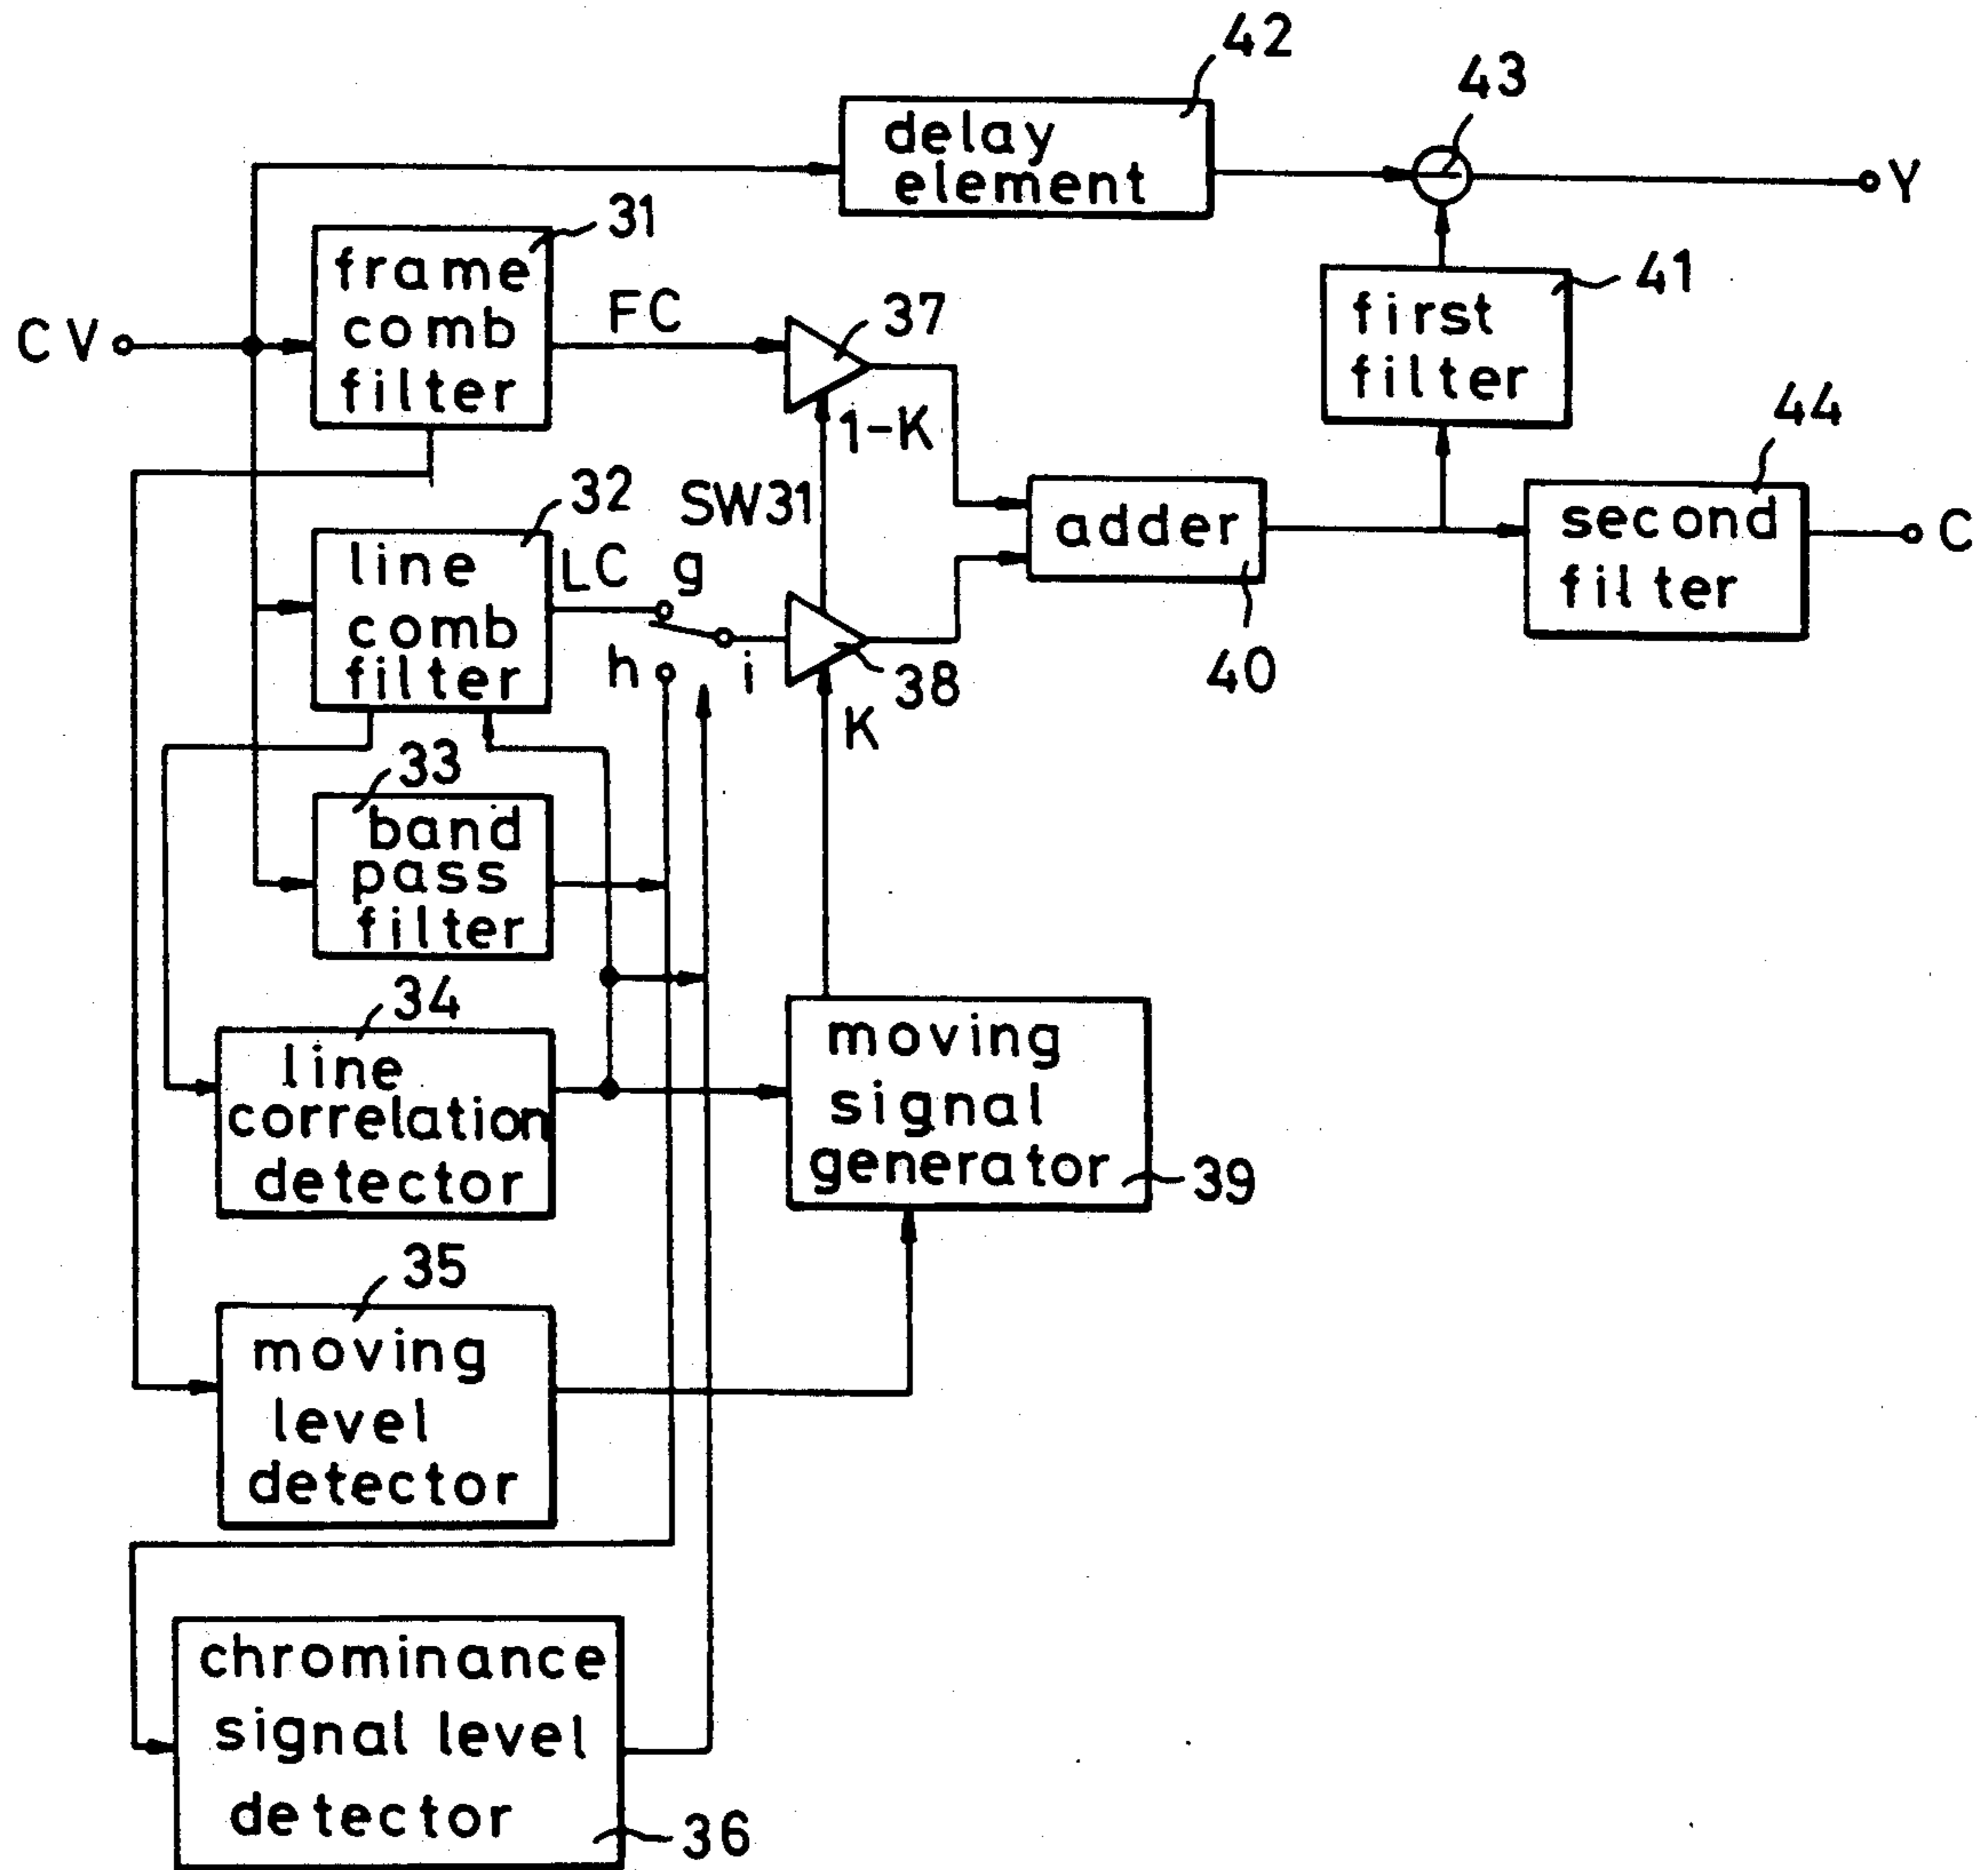 42
43
delay
element
Y
31
frame
comb
filter
FC
37
CV
1-K
41
first
filter
44
32
SW31
line
comb
filter
LC
g
h
i
38
K
adder
40
second
filter
C
33
band
pass
filter
34
line
correlation
detector
moving
signal
generator
39
35
moving
level
detector
chrominance
signal level
detector
36